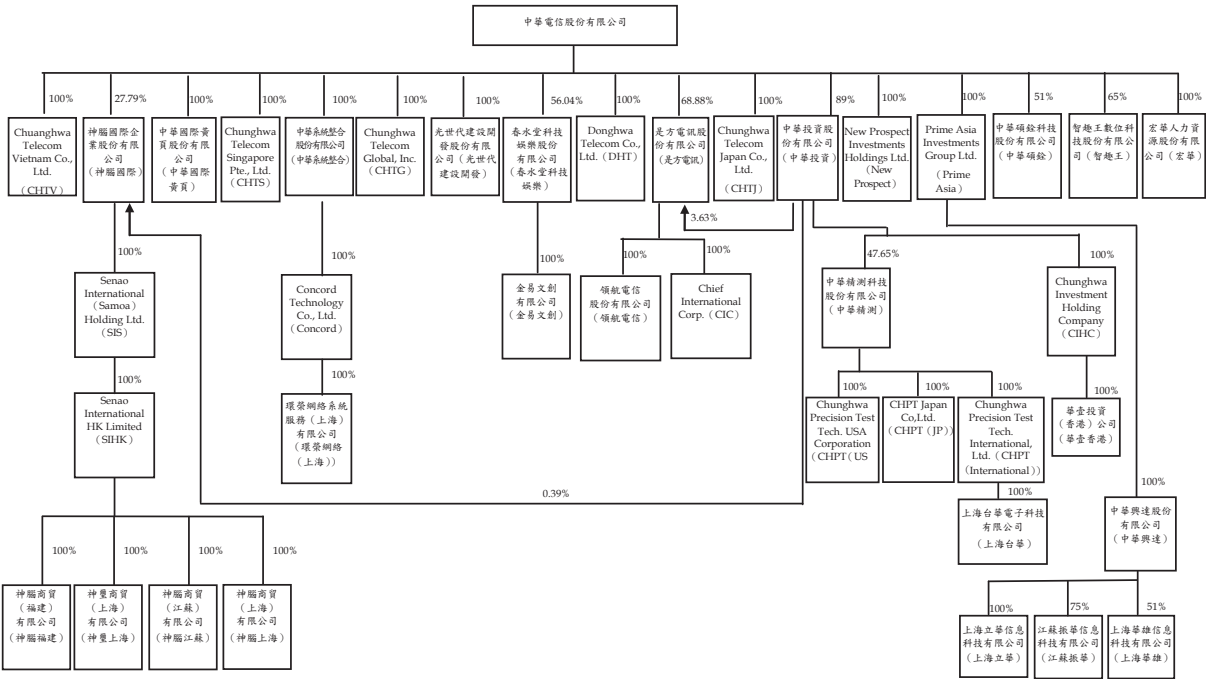 中華電信股份有限公司
100%
27.79%
100%
100%
100%
100%
100%
56.04%
100%
68.88%
100%
89%
100%
100%
51%
65%
100%
Chuanghwa
Telecom
Vietnam Co.,
Ltd.
(CHTV)
神腦國際企
業股份有限
公司
(神腦國際)
中華國際黃
頁股份有限
公司
(中華國際
黃頁)
Chunghwa
Telecom
Singapore
Pte., Ltd.
(CHTS)
中華系統整合
股份有限公司
(中華系統整合)
Chunghwa
Telecom
Global, Inc.
(CHTG)
光世代建設開
發股份有限
公司(光世代
建設開發)
春水堂科技
娛樂股份
有限公司
(春水堂科技
娛樂)
Donghwa
Telecom Co.,
Ltd. (DHT)
是方電訊股
份有限公司
(是方電訊)
Chunghwa
Telecom
Japan Co.,
Ltd.
(CHTJ)
中華投資股
份有限公司
(中華投資)
New Prospect
Investments
Holdings Ltd.
(New
Prospect)
Prime Asia
Investments
Group Ltd.
(Prime
Asia)
中華碩銓科技
股份有限公司
(中華碩銓)
智趣王數位科
技股份有限公
司(智趣王)
宏華人力資
源股份有限
公司(宏華)
3.63%
100%
100%
100%
100%
100%
47.65%
100%
Senao
International
(Samoa)
Holding Ltd.
(SIS)
Concord
Technology
Co., Ltd.
(Concord)
金易文創
有限公司
(金易文創)
領航電信
股份有限公司
(領航電信)
Chief
International
Corp. (CIC)
中華精測科技
股份有限公司
(中華精測)
Chunghwa
Investment
Holding
Company
(CIHC)
100%
100%
100%
100%
100%
100%
Senao
International
HK Limited
(SIHK)
環榮網絡系統
服務(上海)
有限公司
(環榮網絡
(上海))
Chunghwa
Precision Test
Tech. USA
Corporation
(CHPT(US
CHPT Japan
Co,Ltd.
(CHPT(JP))
Chunghwa
Precision Test
Tech.
International,
Ltd. (CHPT
(International))
華壹投資
(香港)公司
(華壹香港)
0.39%
100%
100%
上海台華電子科技
有限公司
(上海台華)
中華興達股份
有限公司
(中華興達)
100%
100%
100%
100%
神腦商貿
(福建)
有限公司
(神腦福建)
神璽商貿
(上海)
有限公司
(神璽上海)
神腦商貿
(江蘇)
有限公司
(神腦江蘇)
神腦商貿
(上海)
有限公司
(神腦上海)
100%
75%
51%
上海立華信息
科技有限公司
(上海立華)
江蘇振華信息
科技有限公司
(江蘇振華)
上海華雄信息
科技有限公司
(上海華雄)